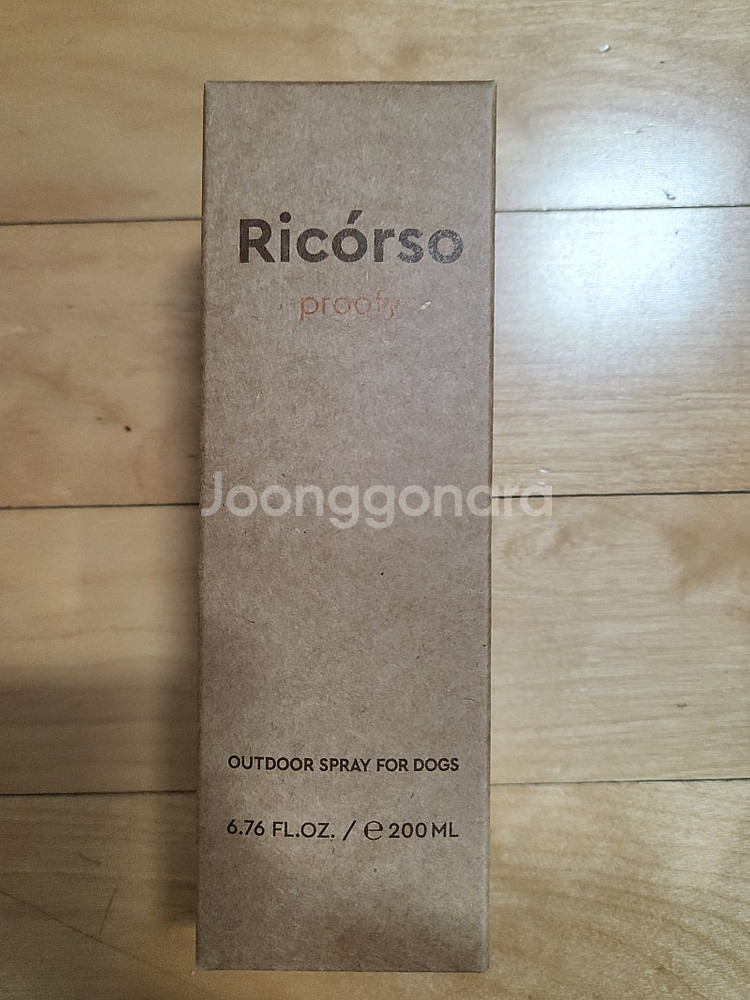 Ricórso
proofy
Joonggonara
OUTDOOR SPRAY FOR DOGS
6.76 FL.OZ. / ℮ 200 ML